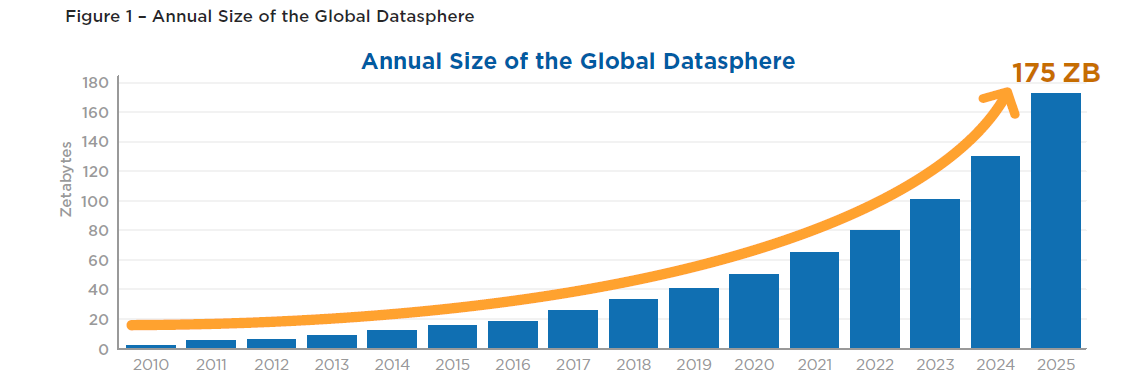 Figure 1 – Annual Size of the Global Datasphere
Annual Size of the Global Datasphere
175 ZB
Zetabytes
180
160
140
120
100
80
60
40
20
0
2010 2011 2012 2013 2014 2015 2016 2017 2018 2019 2020 2021 2022 2023 2024 2025